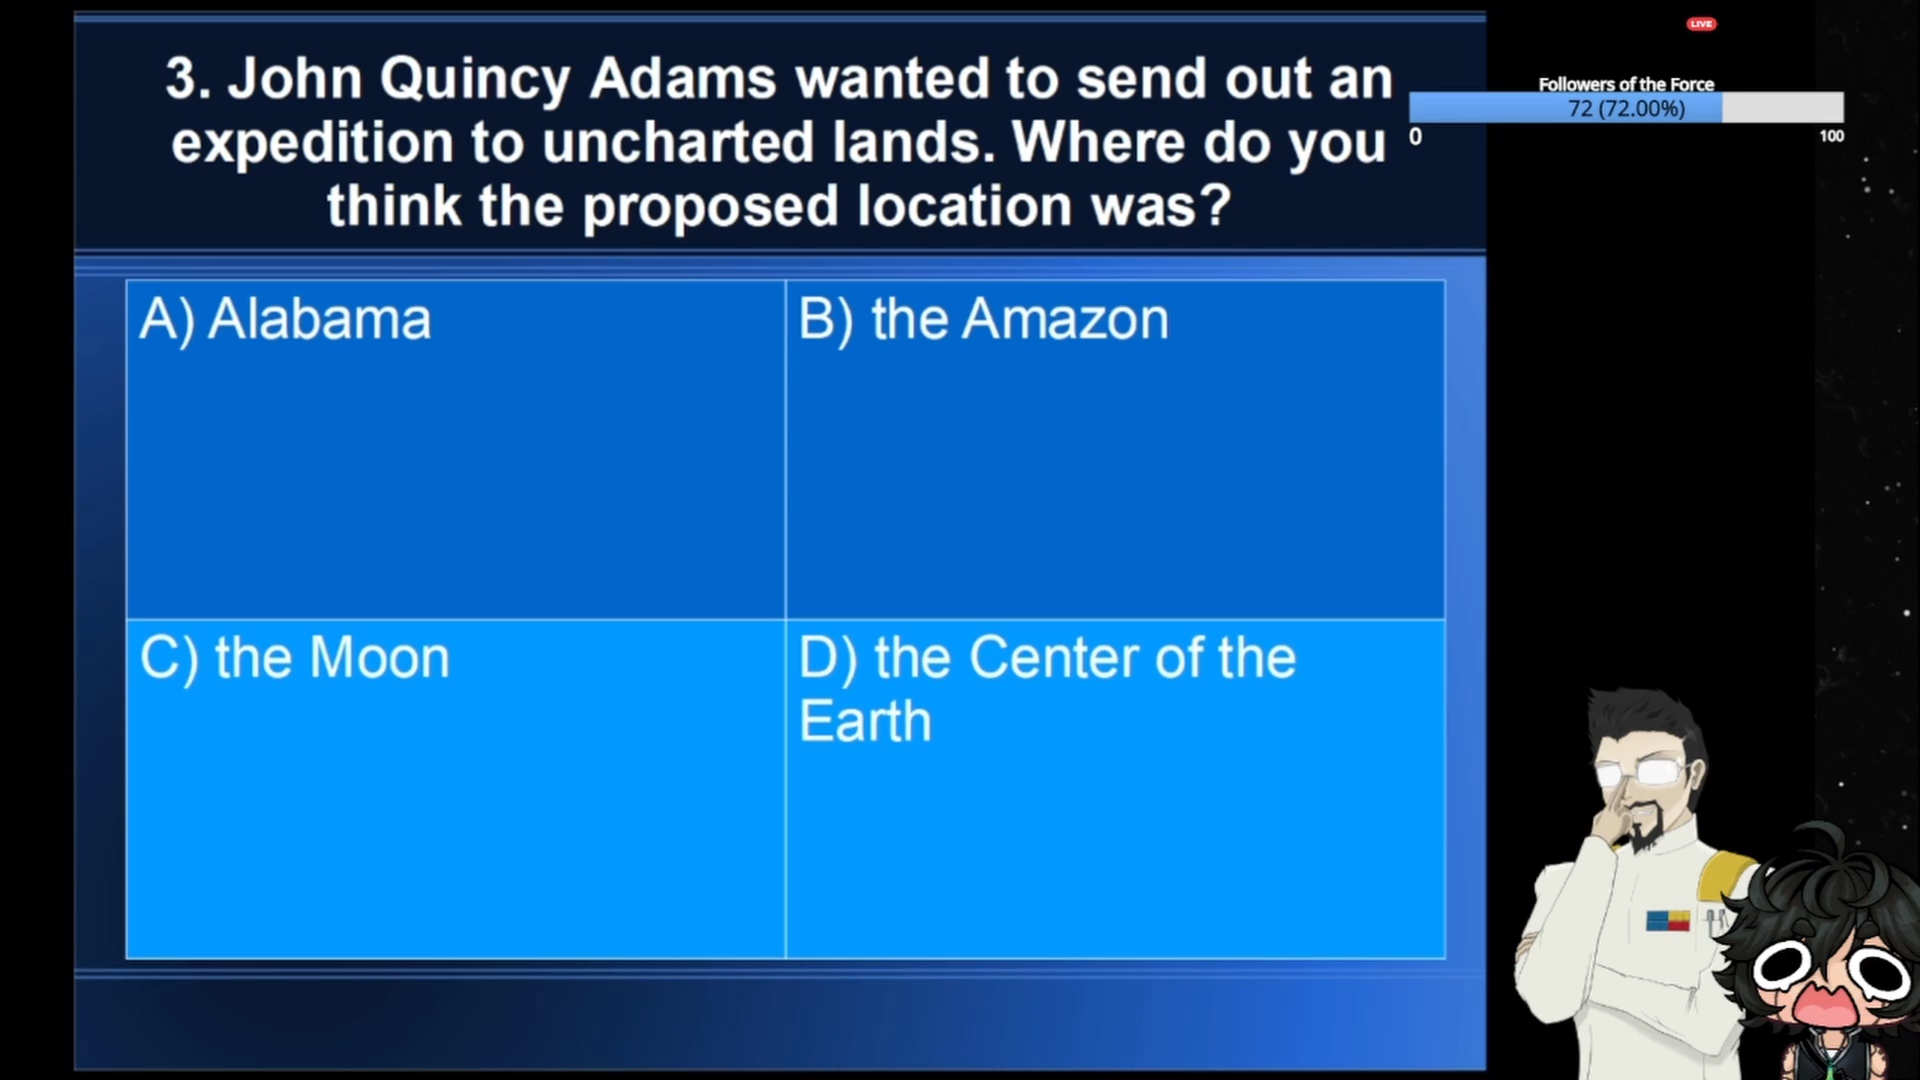 3. John Quincy Adams wanted to send out an
expedition to uncharted lands. Where do you
think the proposed location was?
A) Alabama
B) the Amazon
C) the Moon
D) the Center of the
Earth
LIVE
Followers of the Force
72 (72.00%)
0
100